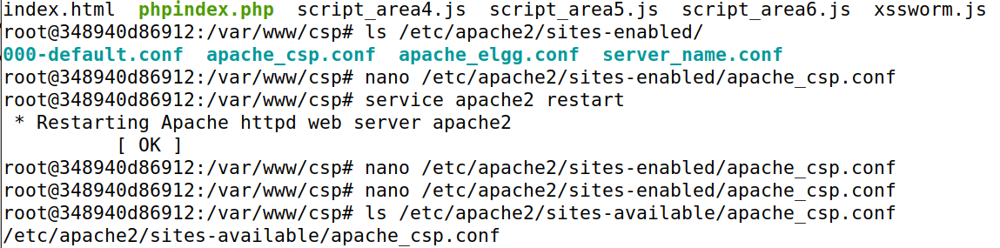 index.html  phpindex.php  script_area4.js  script_area5.js  script_area6.js  xssworm.js
root@348940d86912:/var/www/csp# ls /etc/apache2/sites-enabled/
000-default.conf  apache_csp.conf  apache_elgg.conf  server_name.conf
root@348940d86912:/var/www/csp# nano /etc/apache2/sites-enabled/apache_csp.conf
root@348940d86912:/var/www/csp# service apache2 restart
 * Restarting Apache httpd web server apache2
          [ OK ]
root@348940d86912:/var/www/csp# nano /etc/apache2/sites-enabled/apache_csp.conf
root@348940d86912:/var/www/csp# nano /etc/apache2/sites-enabled/apache_csp.conf
root@348940d86912:/var/www/csp# ls /etc/apache2/sites-available/apache_csp.conf
/etc/apache2/sites-available/apache_csp.conf